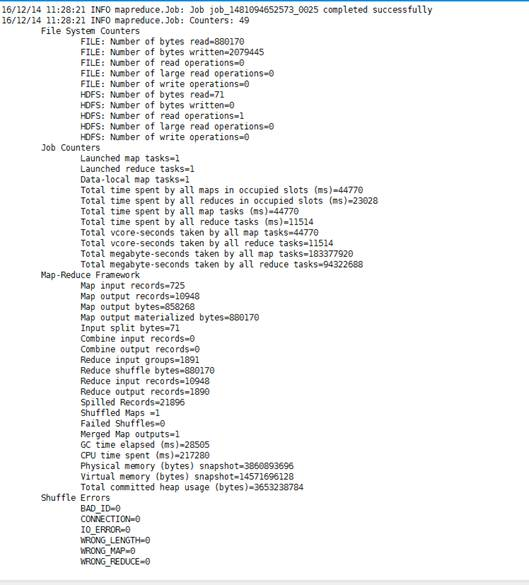 16/12/14 11:28:21 INFO mapreduce.Job: Job job_1481094652573_0025 completed successfully
16/12/14 11:28:21 INFO mapreduce.Job: Counters: 49
File System Counters
FILE: Number of bytes read=880170
FILE: Number of bytes written=2079445
FILE: Number of read operations=0
FILE: Number of large read operations=0
FILE: Number of write operations=0
HDFS: Number of bytes read=71
HDFS: Number of bytes written=0
HDFS: Number of read operations=1
HDFS: Number of large read operations=0
HDFS: Number of write operations=0
Job Counters
Launched map tasks=1
Launched reduce tasks=1
Data-local map tasks=1
Total time spent by all maps in occupied slots (ms)=44770
Total time spent by all reduces in occupied slots (ms)=23028
Total time spent by all map tasks (ms)=44770
Total time spent by all reduce tasks (ms)=11514
Total vcore-seconds taken by all map tasks=44770
Total vcore-seconds taken by all reduce tasks=11514
Total megabyte-seconds taken by all map tasks=183377920
Total megabyte-seconds taken by all reduce tasks=94322688
Map-Reduce Framework
Map input records=725
Map output records=10948
Map output bytes=858268
Map output materialized bytes=880170
Input split bytes=71
Combine input records=0
Combine output records=0
Reduce input groups=1891
Reduce shuffle bytes=880170
Reduce input records=10948
Reduce output records=1890
Spilled Records=21896
Shuffled Maps =1
Failed Shuffles=0
Merged Map outputs=1
GC time elapsed (ms)=28505
CPU time spent (ms)=217280
Physical memory (bytes) snapshot=3860893696
Virtual memory (bytes) snapshot=14571696128
Total committed heap usage (bytes)=3653238784
Shuffle Errors
BAD_ID=0
CONNECTION=0
IO_ERROR=0
WRONG_LENGTH=0
WRONG_MAP=0
WRONG_REDUCE=0